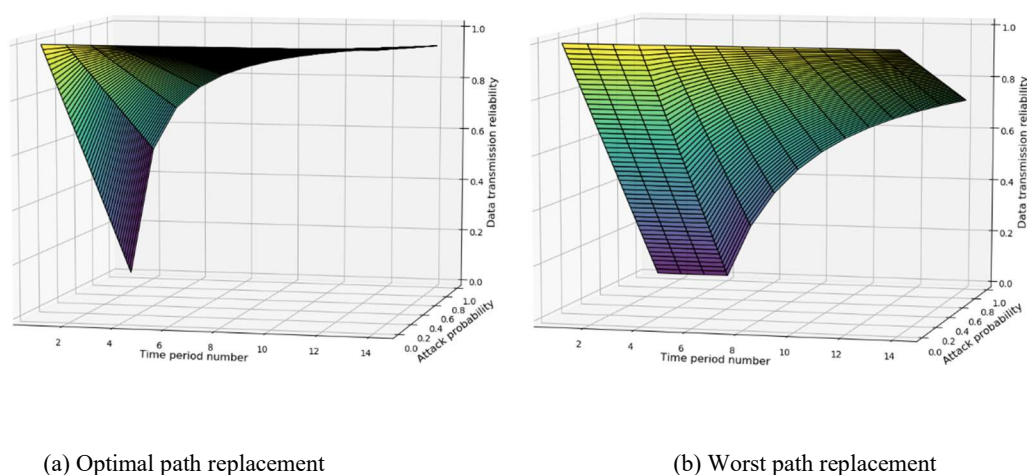 1.0
0.8
0.6
0.4
0.2
0.0
Data transmission reliability
1.0
0.8
0.6
0.4
0.2
0.0
Attack probability
2 4 6 8 10 12 14
Time period number
1.0
0.8
0.6
0.4
0.2
0.0
Data transmission reliability
1.0
0.8
0.6
0.4
0.2
0.0
Attack probability
2 4 6 8 10 12 14
Time period number
(a) Optimal path replacement
(b) Worst path replacement